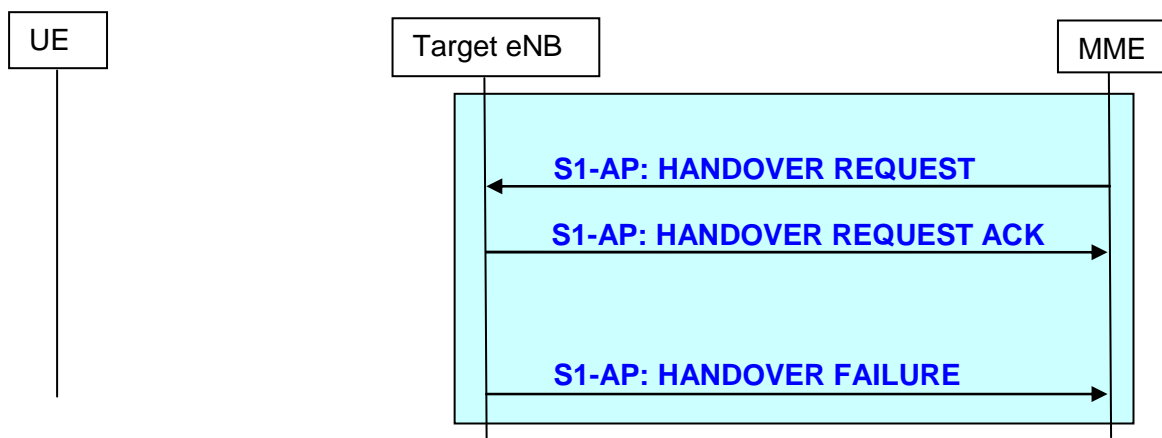 UE
Target eNB
MME
S1-AP: HANDOVER REQUEST
S1-AP: HANDOVER REQUEST ACK
S1-AP: HANDOVER FAILURE